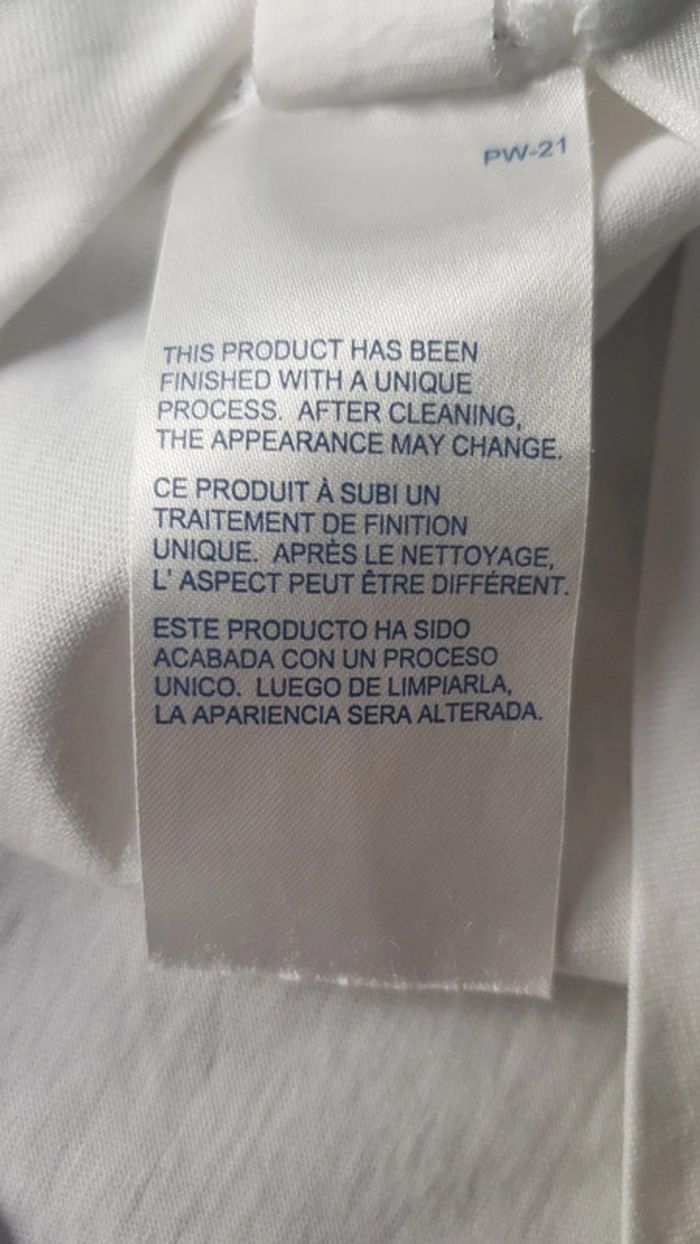 PW-21
THIS PRODUCT HAS BEEN
FINISHED WITH A UNIQUE
PROCESS. AFTER CLEANING,
THE APPEARANCE MAY CHANGE.
CE PRODUIT À SUBI UN
TRAITEMENT DE FINITION
UNIQUE. APRÈS LE NETTOYAGE,
L' ASPECT PEUT ÊTRE DIFFÉRENT.
ESTE PRODUCTO HA SIDO
ACABADA CON UN PROCESO
UNICO. LUEGO DE LIMPIARLA,
LA APARIENCIA SERA ALTERADA.